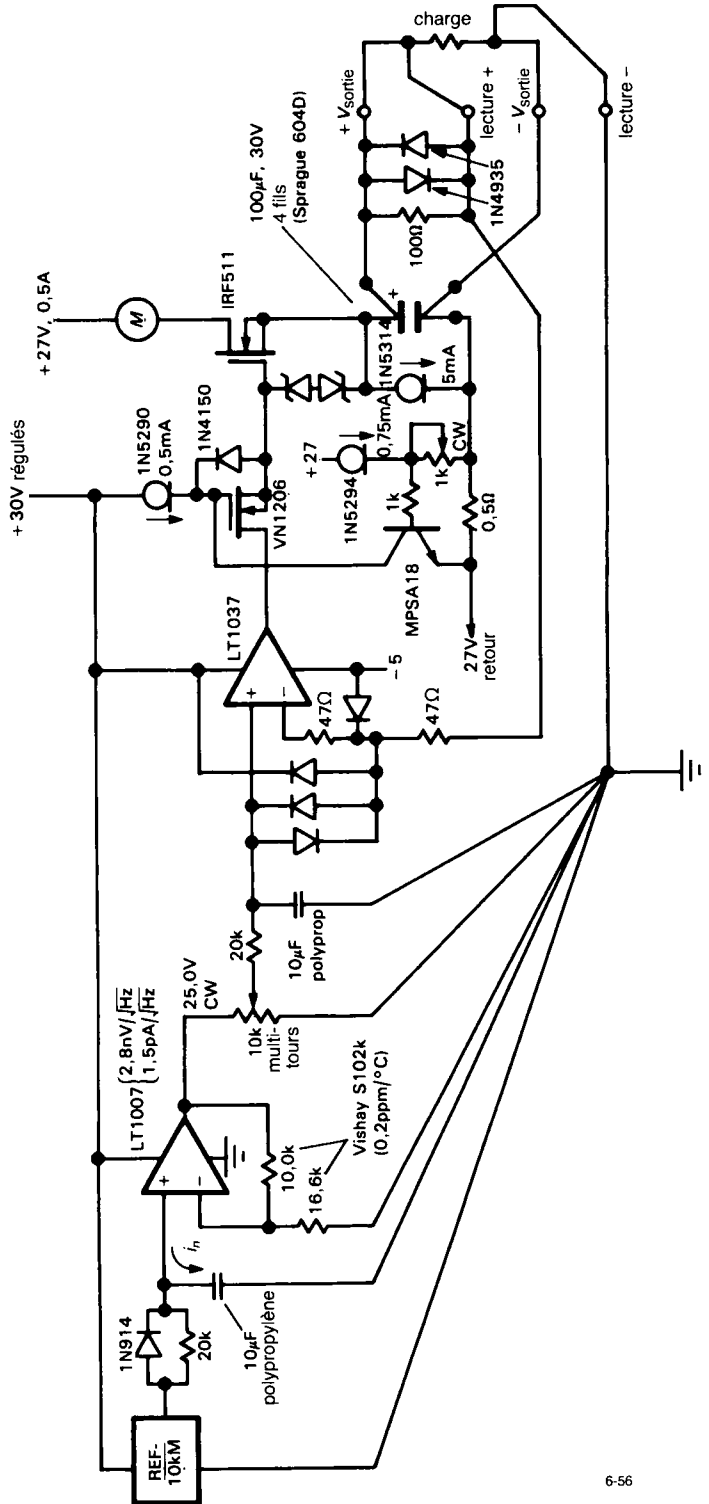 + 30V régulés
+27V, 0,5A
M
IRF511
1N5290
0,5mA
1N4150
VN1206
100µF, 30V
4 fils
(Sprague 604D)
+ V sortie
charge
lecture +
– V sortie
lecture –
1N4935
100Ω
1N5314
5mA
+27
0,75mA
1N5294
1k
CW
1k
0,5Ω
MPSA18
27V
retour
LT1037
+
–
– 5
47Ω
47Ω
+
LT1007 {2,8nV/√Hz
1,5pA/√Hz
25,0V
CW
10k
multi-
tours
20k
10µF
polyprop
+
–
10,0k
16,6k
Vishay S102k
(0,2ppm/°C)
iₙ
1N914
20k
10µF
polypropylène
REF-
10kM
6-56